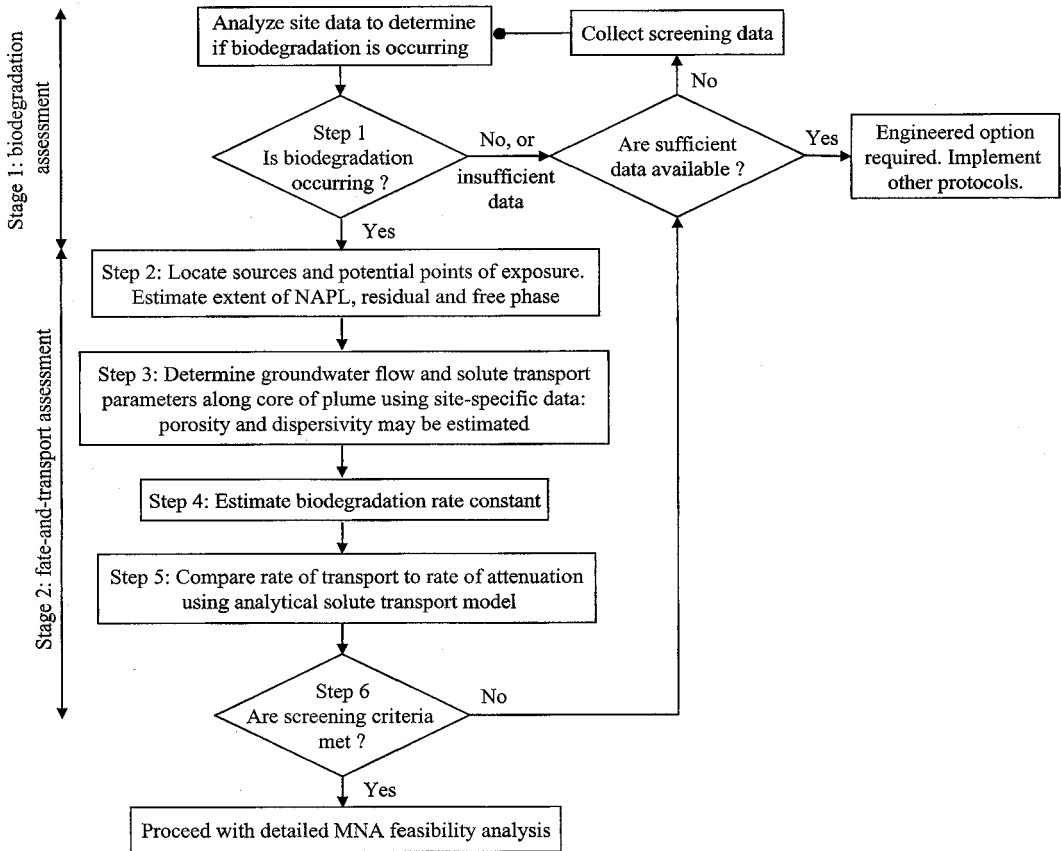 Stage 1: biodegradation
assessment
Analyze site data to determine
if biodegradation is occurring
Collect screening data
No
Step 1
Is biodegradation
occurring ?
No, or
insufficient
data
Are sufficient
data available ?
Yes
Engineered option
required. Implement
other protocols.
Yes
Stage 2: fate-and-transport assessment
Step 2: Locate sources and potential points of exposure.
Estimate extent of NAPL, residual and free phase
Step 3: Determine groundwater flow and solute transport
parameters along core of plume using site-specific data:
porosity and dispersivity may be estimated
Step 4: Estimate biodegradation rate constant
Step 5: Compare rate of transport to rate of attenuation
using analytical solute transport model
Step 6
Are screening criteria
met ?
No
Yes
Proceed with detailed MNA feasibility analysis